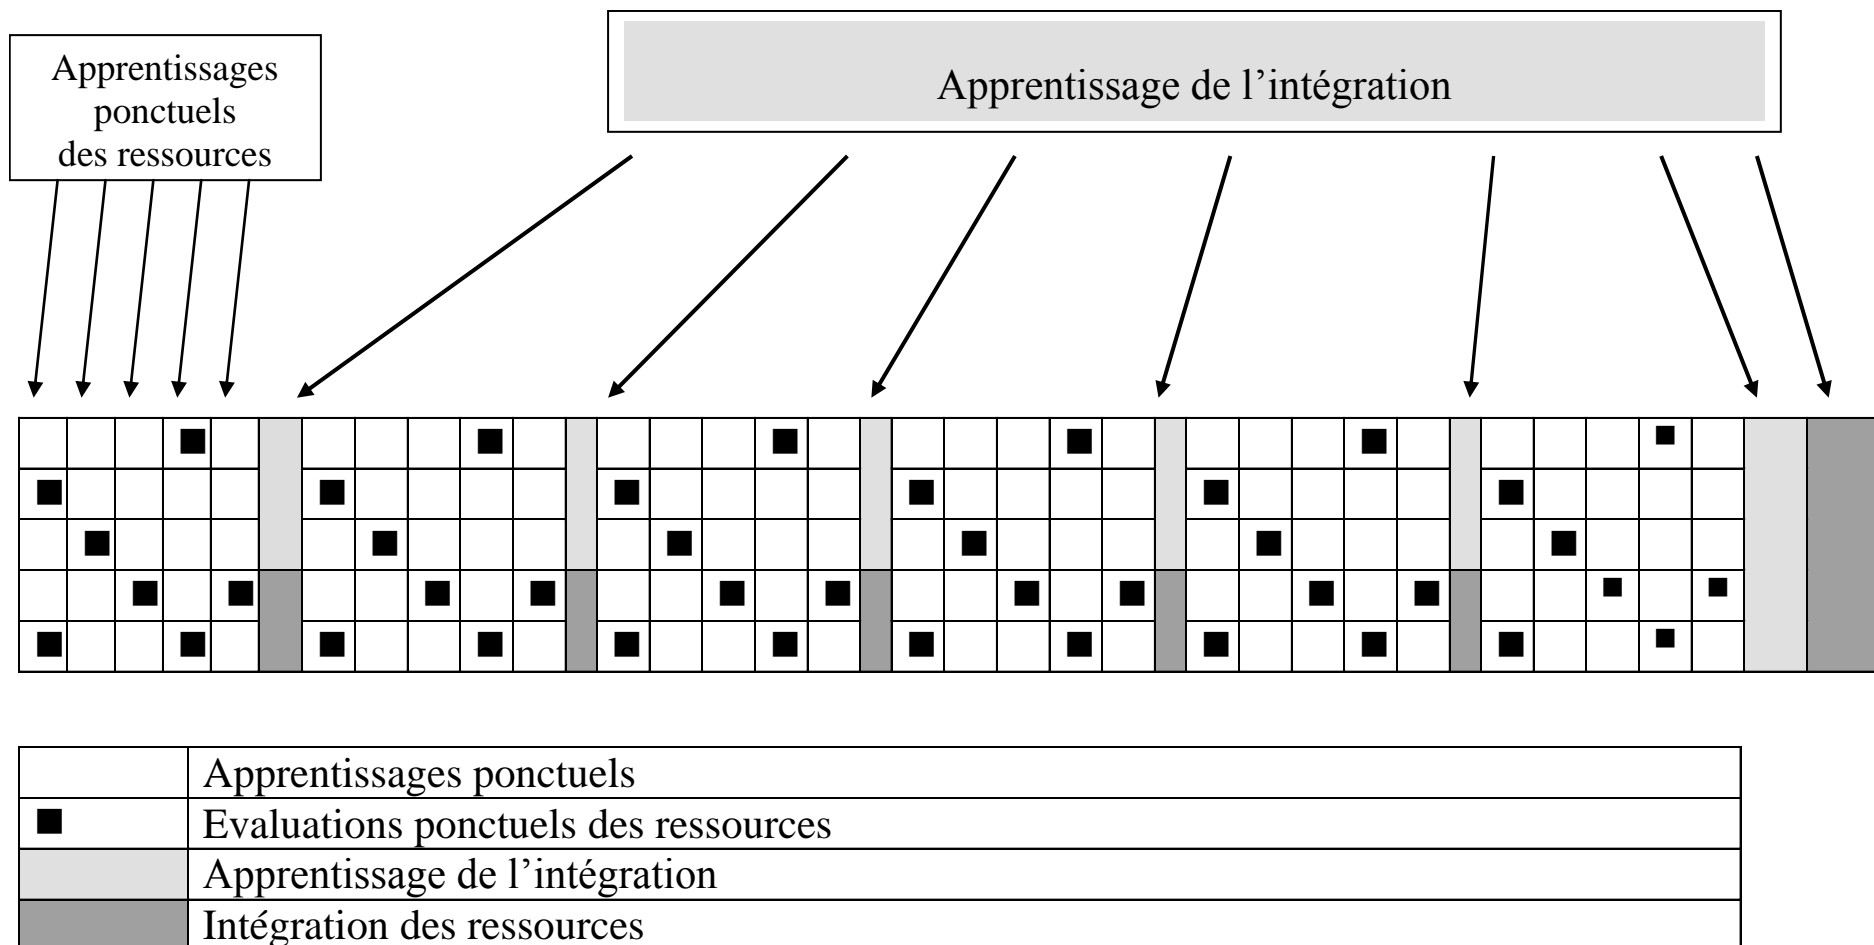 Apprentissages
ponctuels
des ressources
Apprentissage de l’intégration
Apprentissages ponctuels
Evaluations ponctuels des ressources
Apprentissage de l’intégration
Intégration des ressources